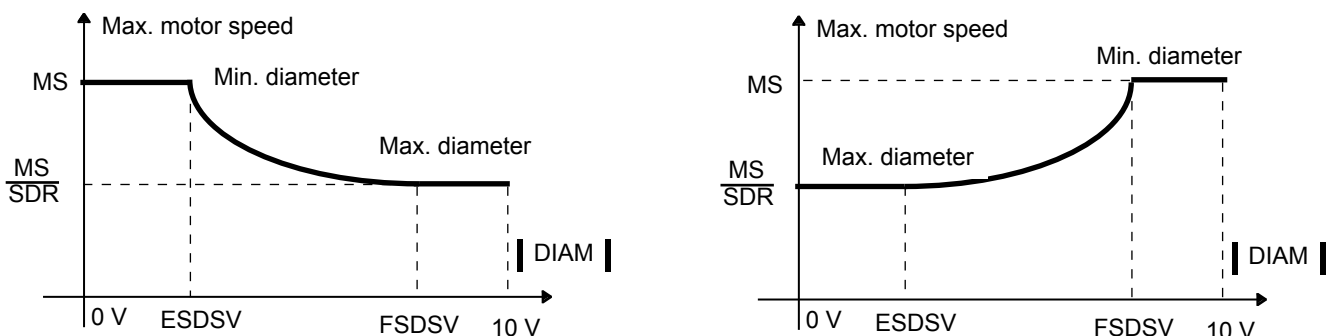 Max. motor speed
MS
Min. diameter
Max. diameter
MS
SDR
DIAM
0 V
ESDSV
FSDSV
10 V
Max. motor speed
Min. diameter
MS
Max. diameter
MS
SDR
DIAM
0 V
ESDSV
FSDSV
10 V